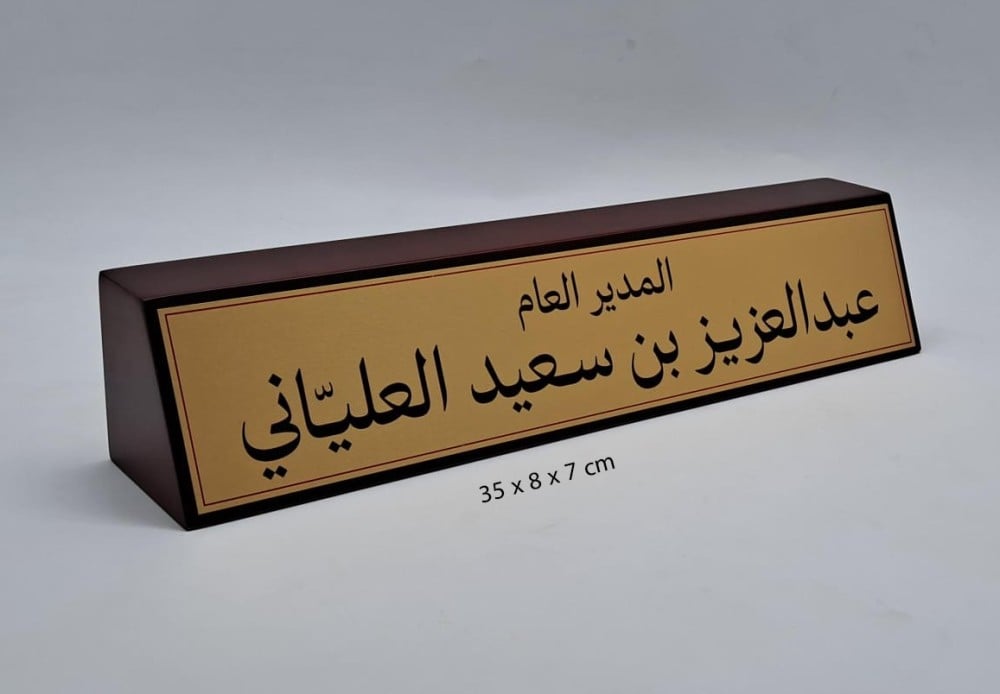 المدير العام
عبدالعزيز بن سعيد العليّاني
35 x 8 x 7 cm